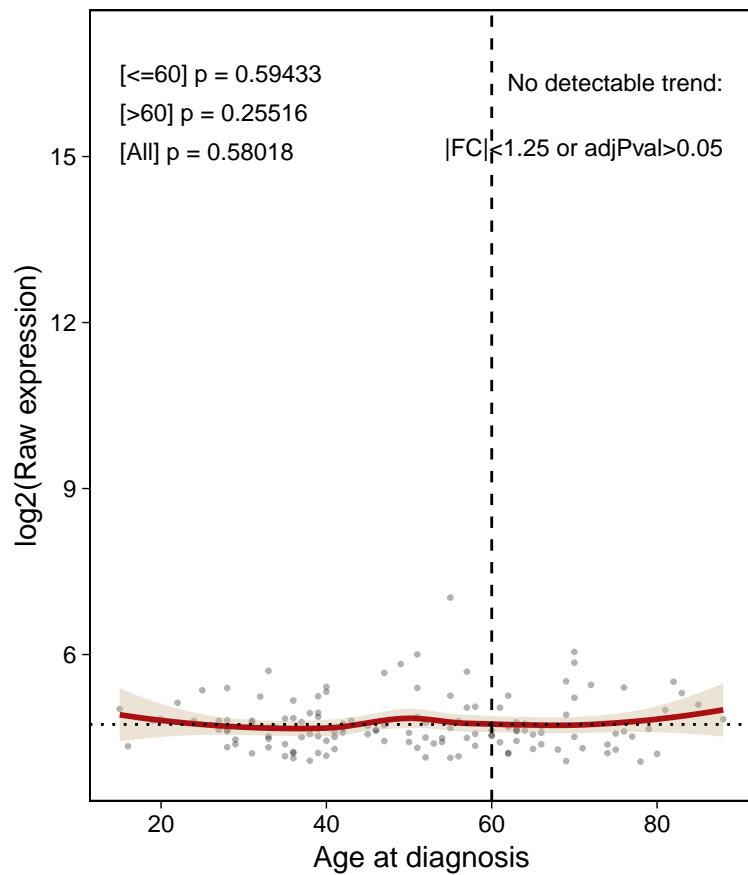 [<=60] p = 0.59433
[>60] p = 0.25516
[All] p = 0.58018
No detectable trend:
|FC|<1.25 or adjPval>0.05
log2(Raw expression)
15
12
9
6
20
40
60
80
Age at diagnosis